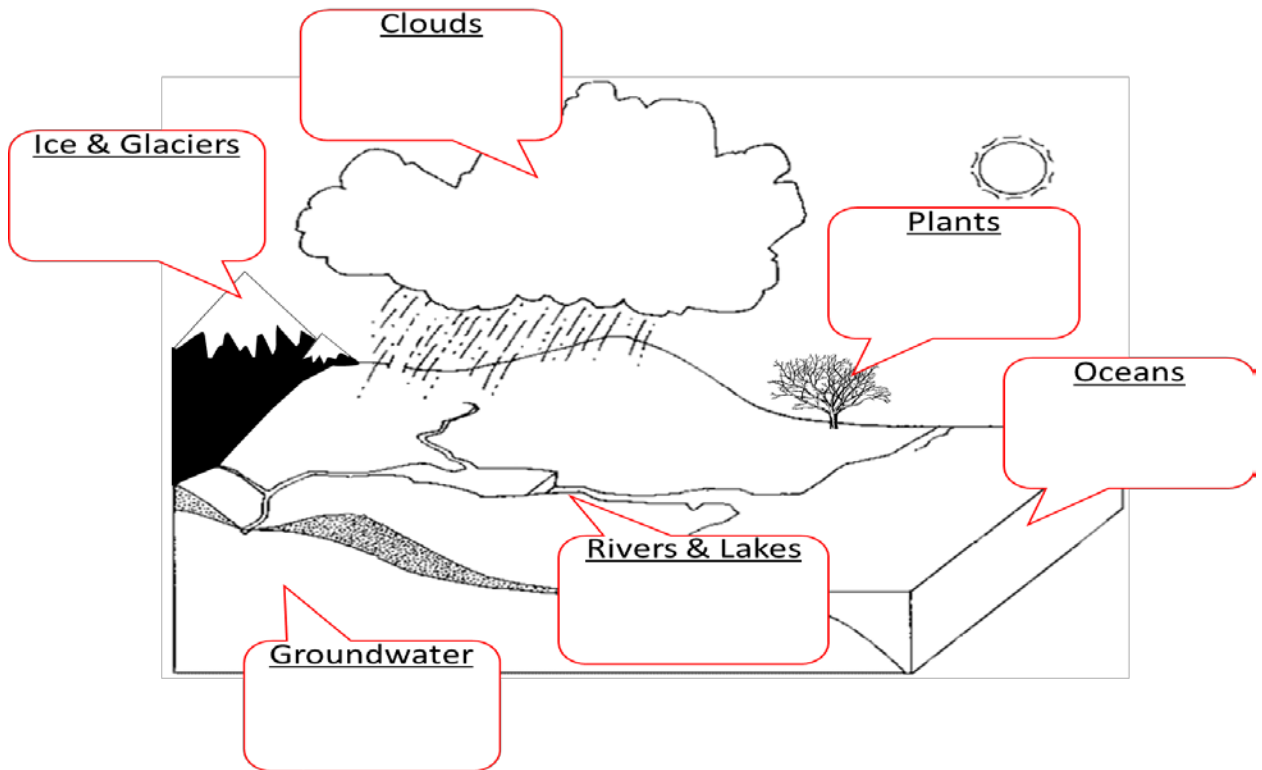 Clouds
Ice & Glaciers
Plants
Oceans
Rivers & Lakes
Groundwater